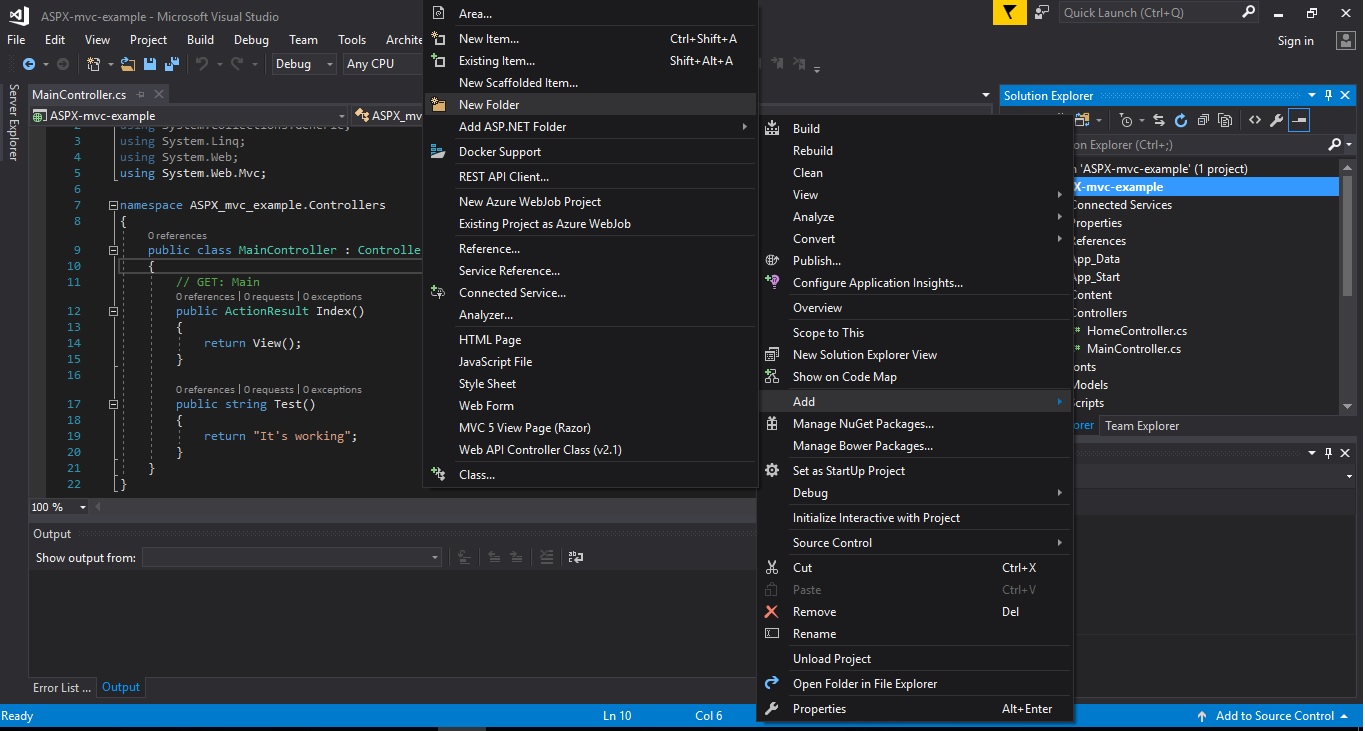 ASPX-mvc-example - Microsoft Visual Studio
Quick Launch (Ctrl+Q)
File Edit View Project Build Debug Team Tools Archite
Sign in
Debug Any CPU
Server Explorer
MainController.cs
ASPX-mvc-example ASPX_mv
2 using System.Collections.Generic;
3 using System.Linq;
4 using System.Web;
5 using System.Web.Mvc;
6
7 namespace ASPX_mvc_example.Controllers
8 {
0 references
9 public class MainController : Controlle
10 {
11 // GET: Main
0 references | 0 requests | 0 exceptions
12 public ActionResult Index()
13 {
14 return View();
15 }
16
0 references | 0 requests | 0 exceptions
17 public string Test()
18 {
19 return "It's working";
20 }
21 }
22 }
100 %
Output
Show output from:
Error List ... Output
Area...
New Item... Ctrl+Shift+A
Existing Item... Shift+Alt+A
New Scaffolded Item...
New Folder
Add ASP.NET Folder
Docker Support
REST API Client...
New Azure WebJob Project
Existing Project as Azure WebJob
Reference...
Service Reference...
Connected Service...
Analyzer...
HTML Page
JavaScript File
Style Sheet
Web Form
MVC 5 View Page (Razor)
Web API Controller Class (v2.1)
Class...
Build
Rebuild
Clean
View
Analyze
Convert
Publish...
Configure Application Insights...
Overview
Scope to This
New Solution Explorer View
Show on Code Map
Add
Manage NuGet Packages...
Manage Bower Packages...
Set as StartUp Project
Debug
Initialize Interactive with Project
Source Control
Cut Ctrl+X
Paste Ctrl+V
Remove Del
Rename
Unload Project
Open Folder in File Explorer
Properties Alt+Enter
Solution Explorer
on Explorer (Ctrl+;)
n 'ASPX-mvc-example' (1 project)
X-mvc-example
Connected Services
Properties
References
App_Data
App_Start
Content
Controllers
HomeController.cs
MainController.cs
onts
Models
Scripts
orer Team Explorer
Ready Ln 10 Col 6 Add to Source Control